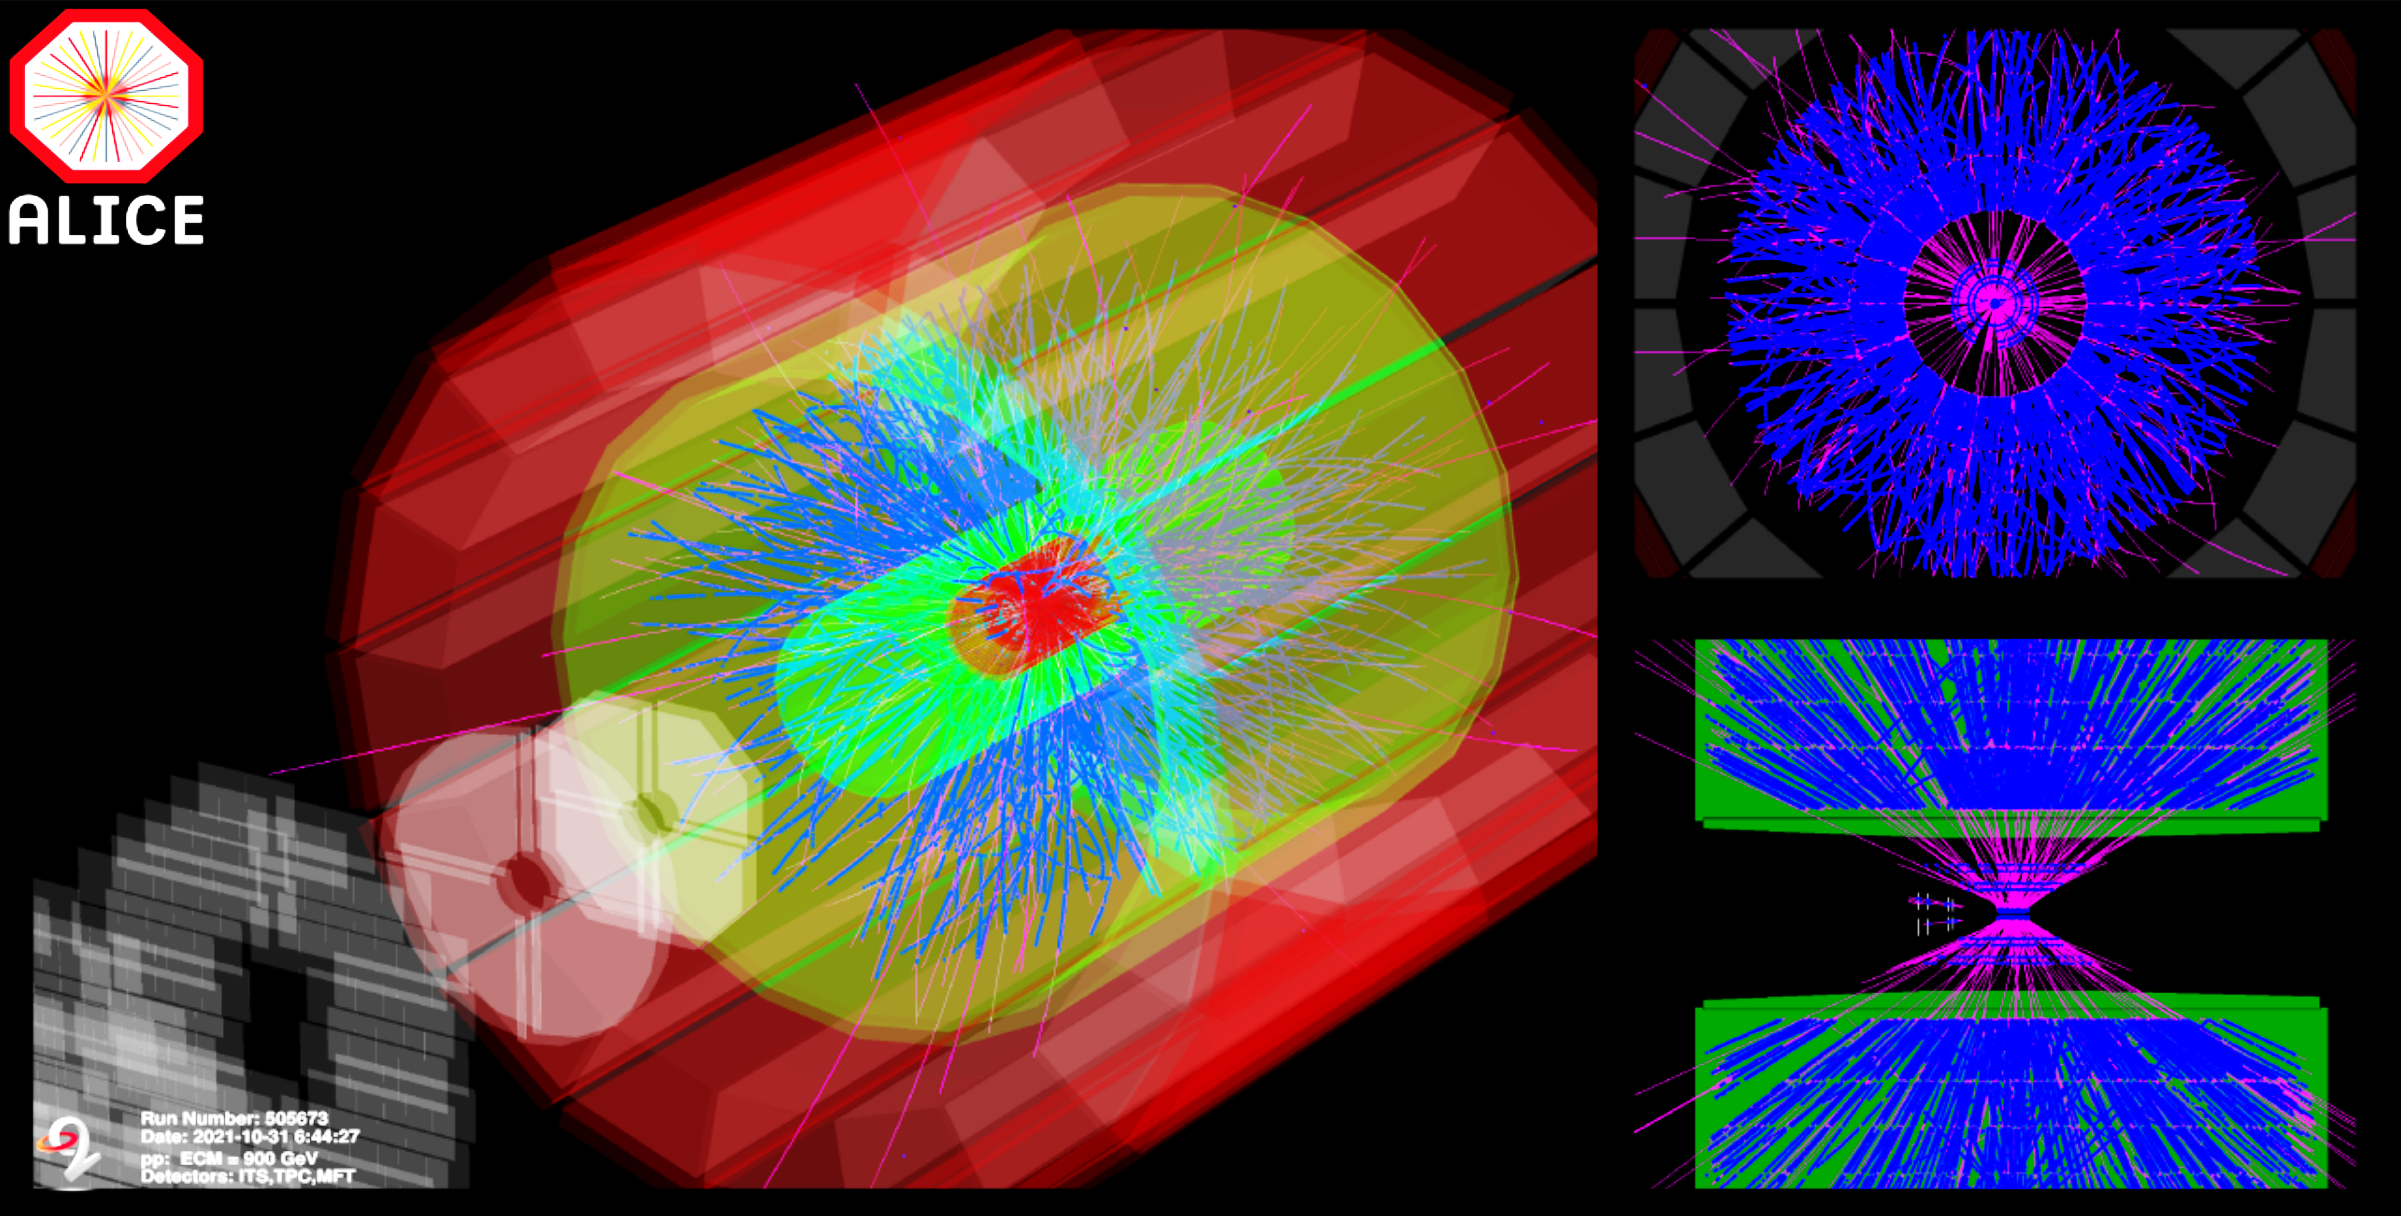 ALICE
Run Number: 505673
Date: 2021-10-31 6:44:27
pp: ECM = 900 GeV
Detectors: ITS,TPC,MFT